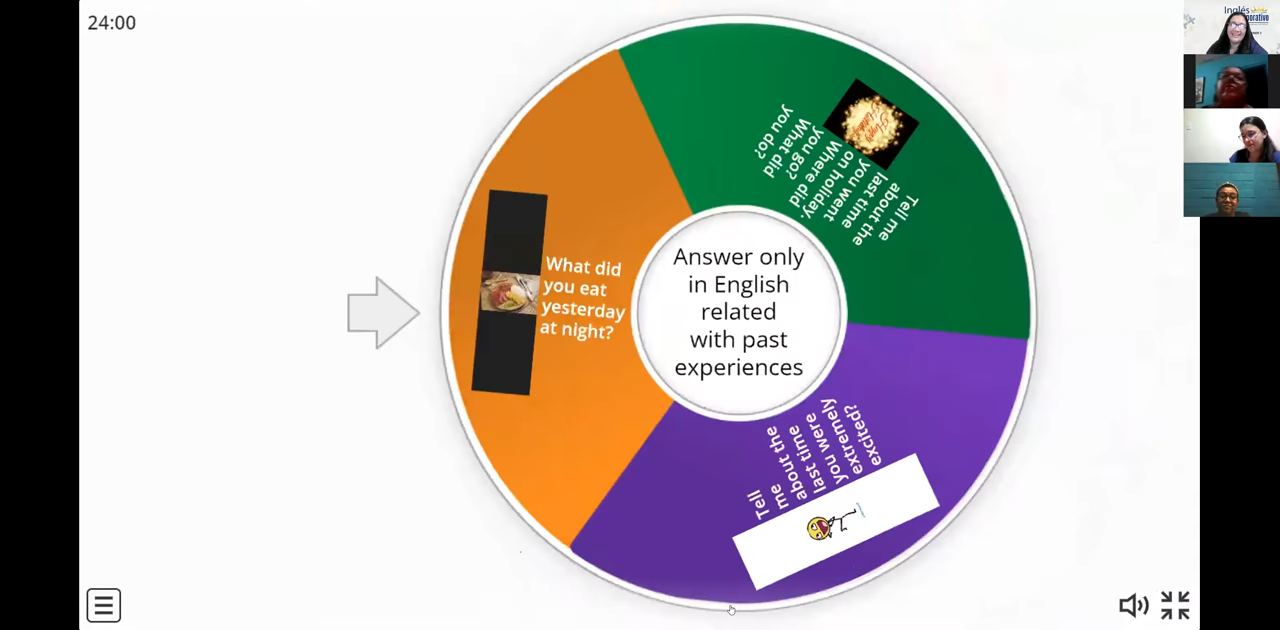 24:00
Inglés
What did
you eat
yesterday
at night?
Tell me
about the
last time
you went
on holiday.
Where did
you go?
What did
you do?
Answer only
in English
related
with past
experiences
Tell
me
about the
last time
you were
extremely
excited?